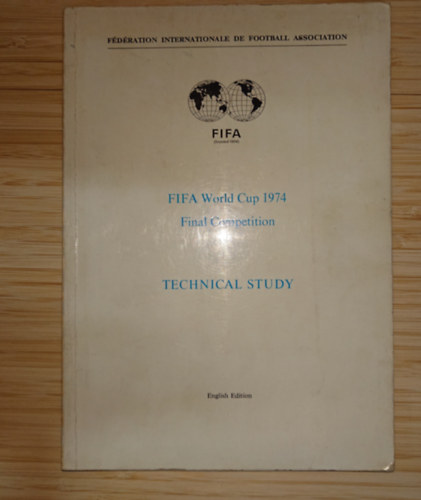 FÉDÉRATION INTERNATIONALE DE FOOTBALL ASSOCIATION
FIFA
FIFA World Cup 1974
Final Competition
TECHNICAL STUDY
English Edition